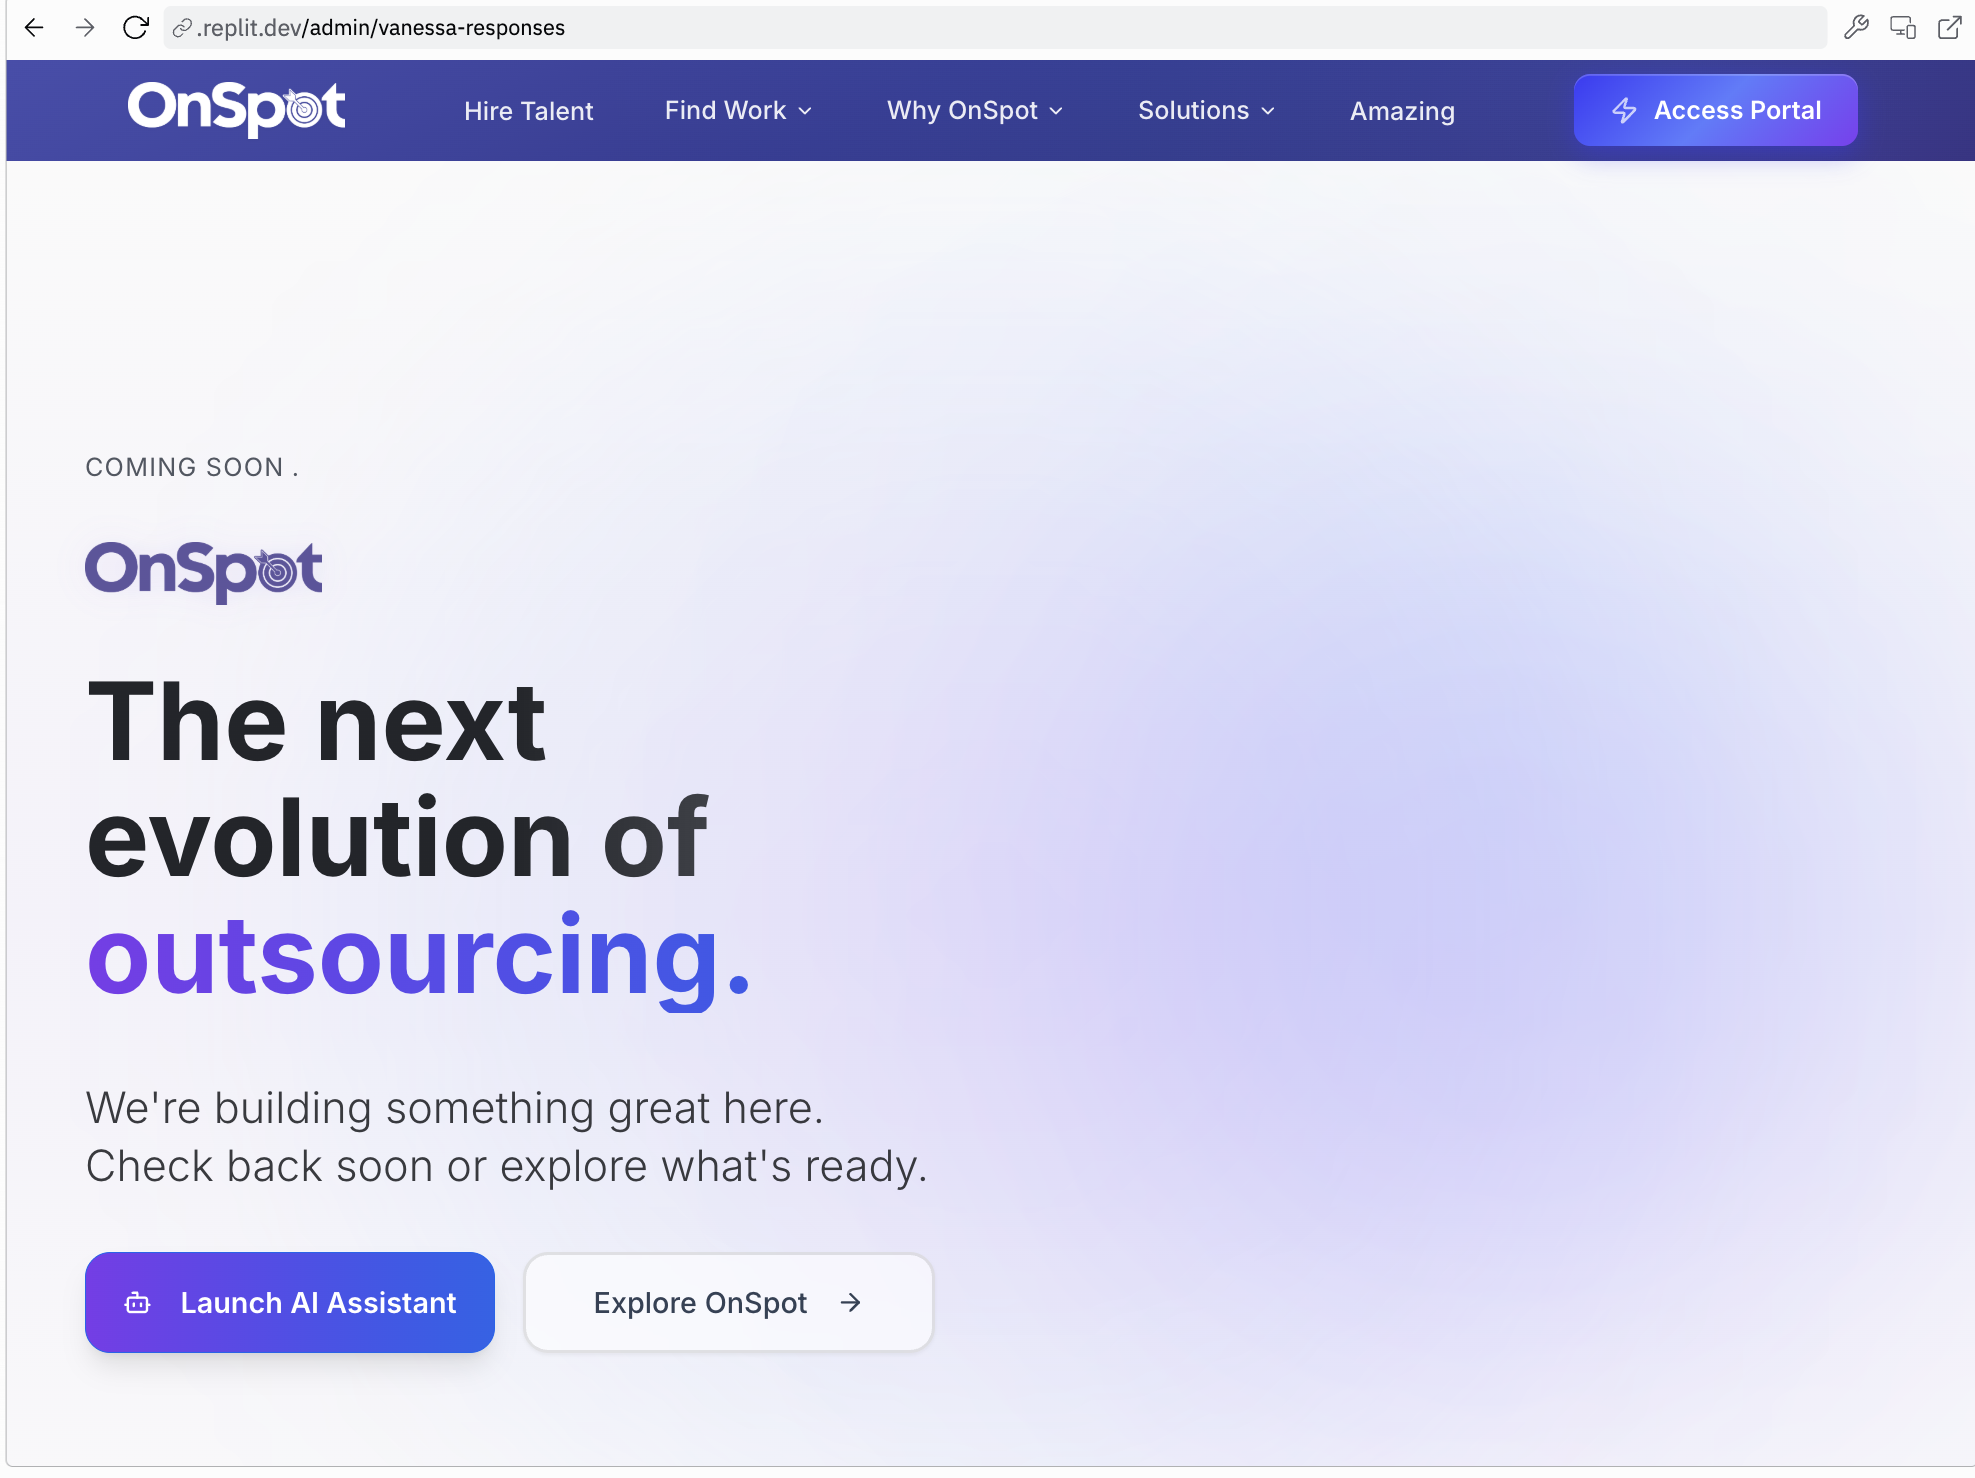 .replit.dev/admin/vanessa-responses
OnSpot
Hire Talent
Find Work
Why OnSpot
Solutions
Amazing
Access Portal
COMING SOON .
OnSpot
The next
evolution of
outsourcing.
We're building something great here.
Check back soon or explore what's ready.
Launch AI Assistant
Explore OnSpot